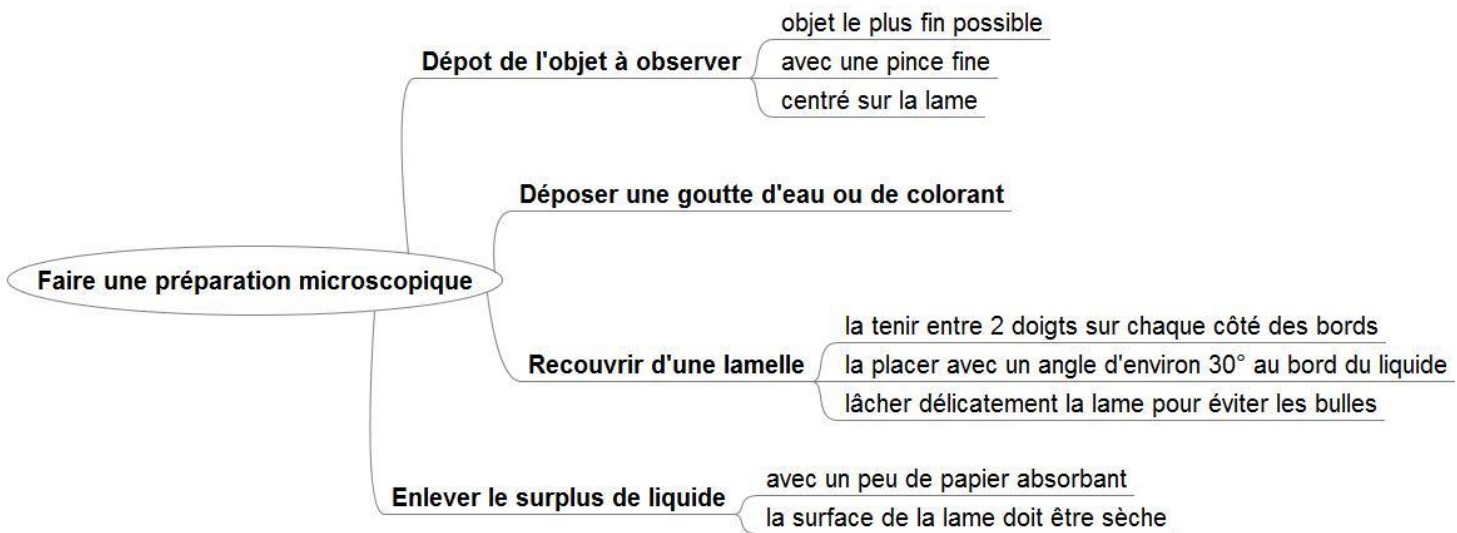 Faire une préparation microscopique
Dépot de l'objet à observer
objet le plus fin possible
avec une pince fine
centré sur la lame
Déposer une goutte d'eau ou de colorant
Recouvrir d'une lamelle
la tenir entre 2 doigts sur chaque côté des bords
la placer avec un angle d'environ 30° au bord du liquide
lâcher délicatement la lame pour éviter les bulles
Enlever le surplus de liquide
avec un peu de papier absorbant
la surface de la lame doit être sèche